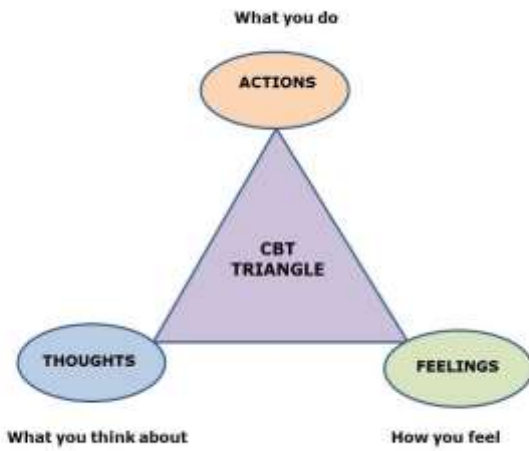 What you do
ACTIONS
CBT
TRIANGLE
THOUGHTS
FEELINGS
What you think about
How you feel